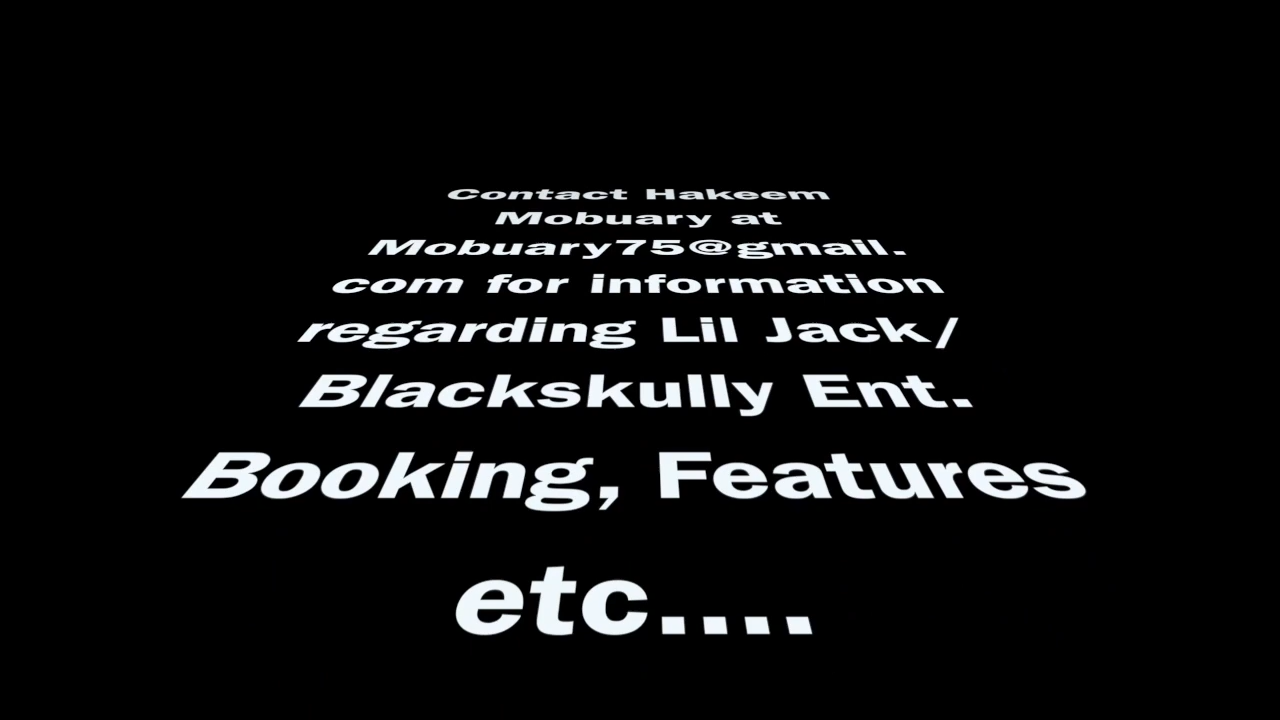 Contact Hakeem
Mobuary at
Mobuary75@gmail.
com for information
regarding Lil Jack/
Blackskully Ent.
Booking, Features
etc....